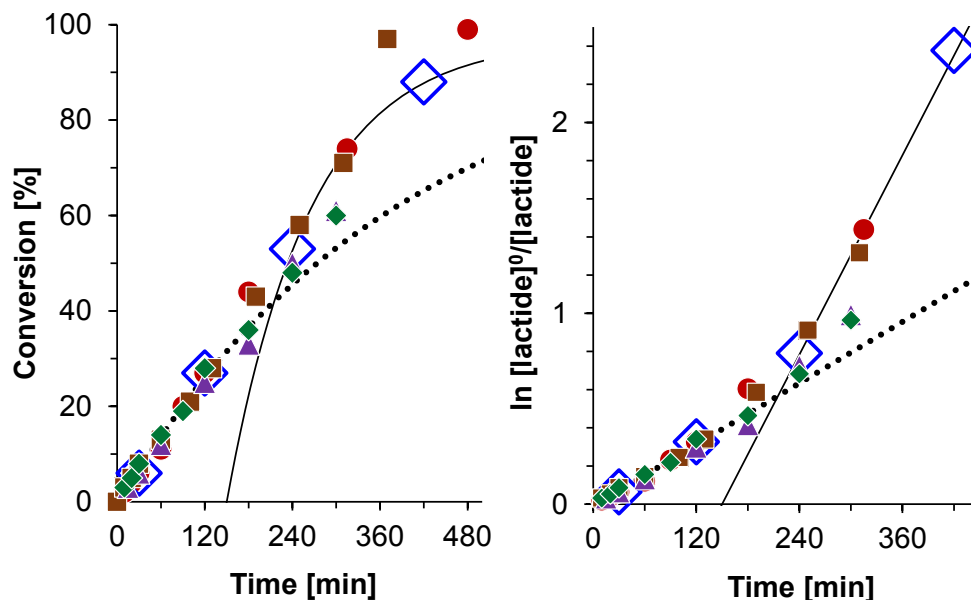 100
80
60
40
20
0
Conversion [%]
0 120 240 360 480
Time [min]
2
1
0
ln [lactide]⁰/[lactide]
0 120 240 360
Time [min]